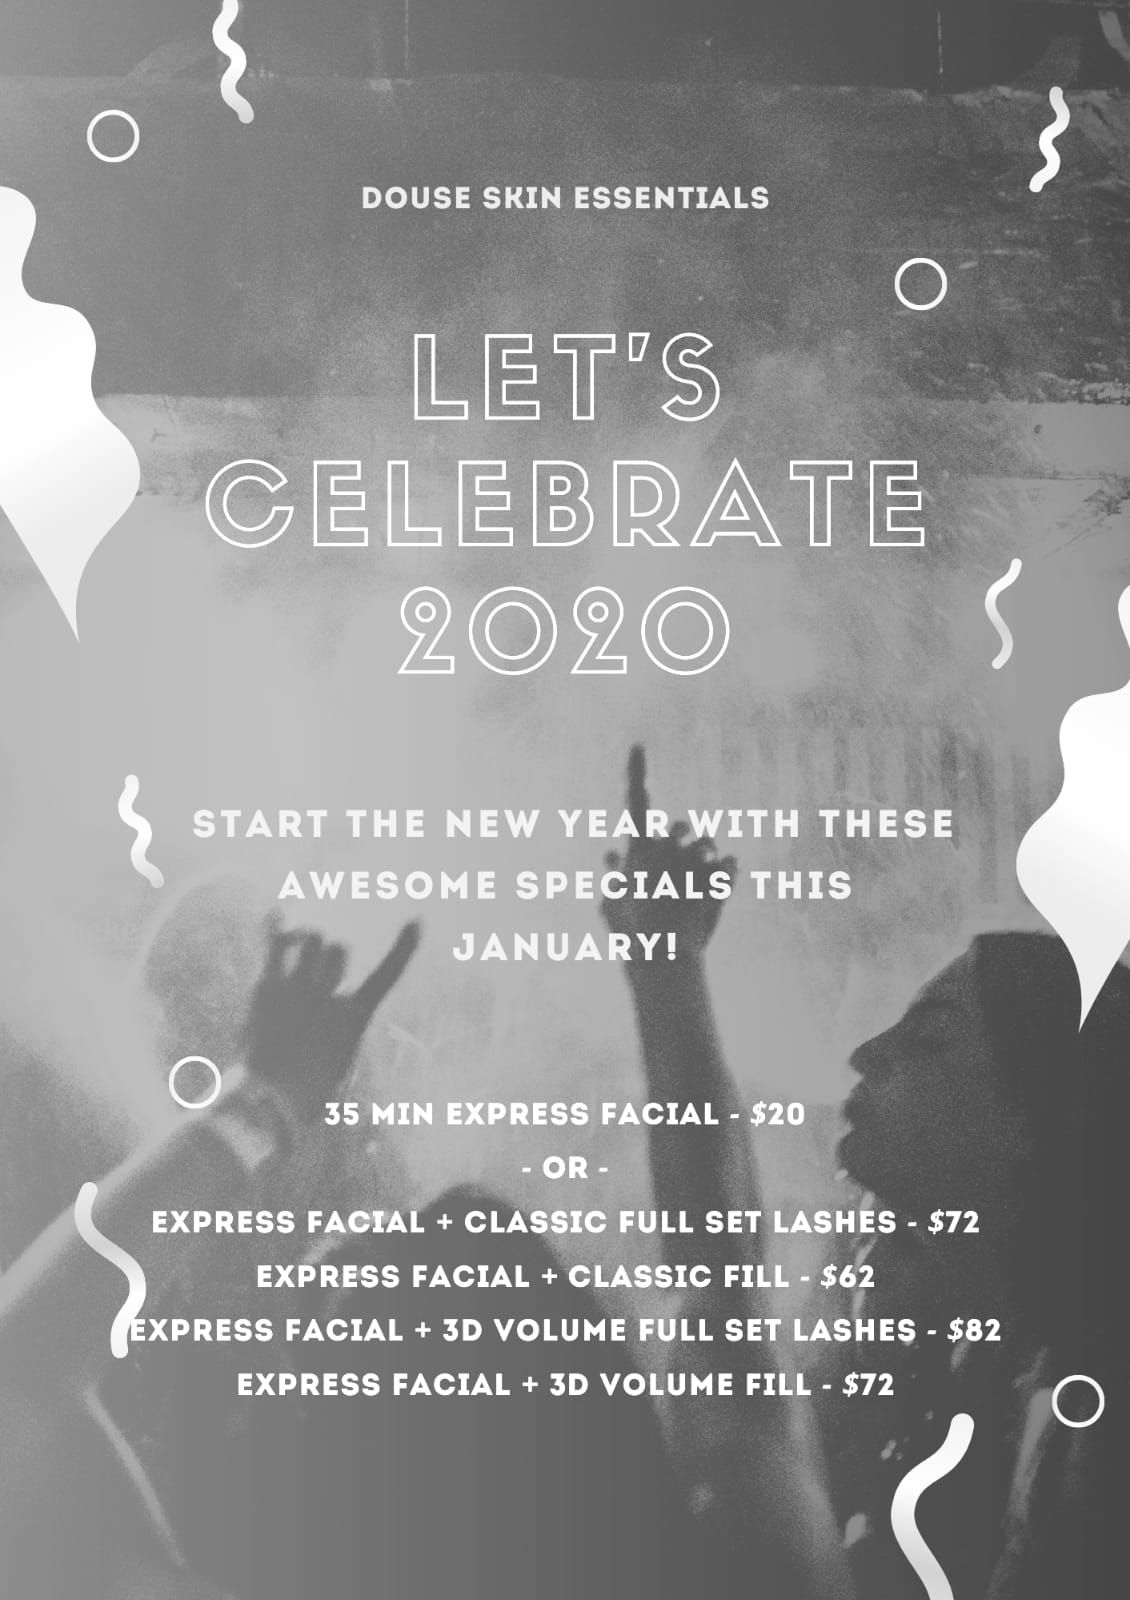 DOUSE SKIN ESSENTIALS
LET'S
CELEBRATE
2020
START THE NEW YEAR WITH THESE
AWESOME SPECIALS THIS
JANUARY!
35 MIN EXPRESS FACIAL - $20
- OR -
EXPRESS FACIAL + CLASSIC FULL SET LASHES - $72
EXPRESS FACIAL + CLASSIC FILL - $62
EXPRESS FACIAL + 3D VOLUME FULL SET LASHES - $82
EXPRESS FACIAL + 3D VOLUME FILL - $72